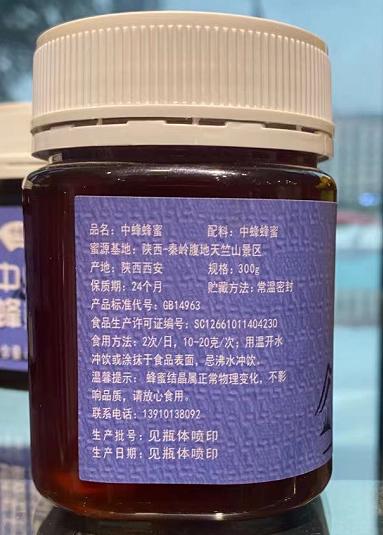 品名：中蜂蜂蜜 配料：中蜂蜂蜜
蜜源基地：陕西-秦岭腹地天竺山景区
产地：陕西西安 规格：300g
保质期：24个月 贮藏方法：常温密封
产品标准代号：GB14963
食品生产许可证编号：SC12661011404230
食用方法：2次/日，10-20克/次；用温开水
冲饮或涂抹于食品表面，忌沸水冲饮。
温馨提示：蜂蜜结晶属正常物理变化，不影
响品质，请放心食用。
联系电话：13910138092
生产批号：见瓶体喷印
生产日期：见瓶体喷印
中
蜂